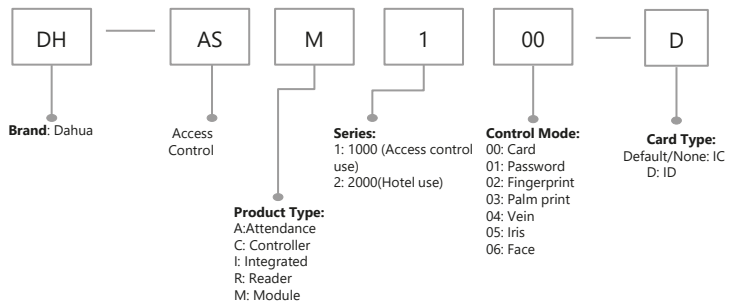 DH
AS
M
1
00
D
Brand: Dahua
Access
Control
Product Type:
A:Attendance
C: Controller
I: Integrated
R: Reader
M: Module
Series:
1: 1000 (Access control
use)
2: 2000(Hotel use)
Control Mode:
00: Card
01: Password
02: Fingerprint
03: Palm print
04: Vein
05: Iris
06: Face
Card Type:
Default/None: IC
D: ID